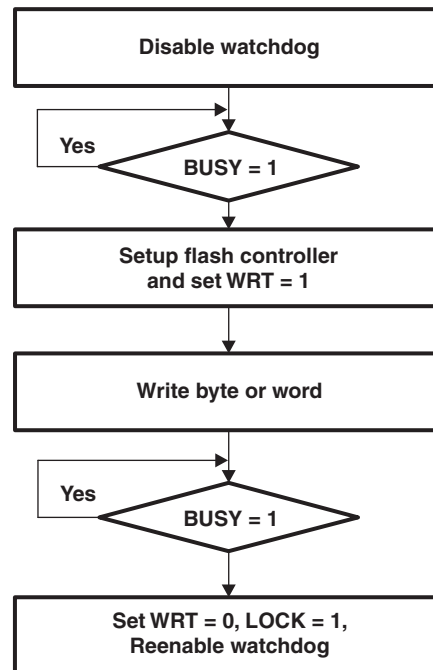 Disable watchdog
Yes
BUSY = 1
Setup flash controller
and set WRT = 1
Write byte or word
Yes
BUSY = 1
Set WRT = 0, LOCK = 1,
Reenable watchdog